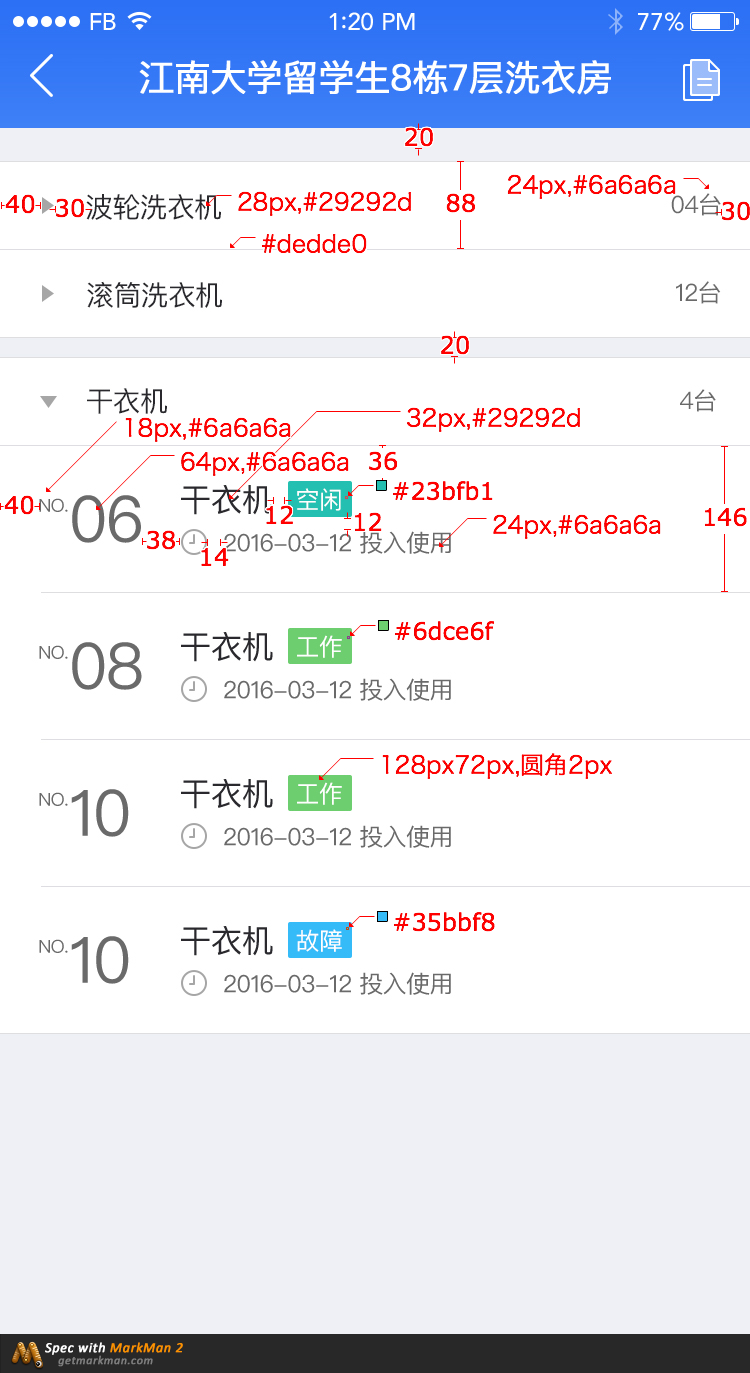 FB 1:20 PM 77%
江南大学留学生8栋7层洗衣房
20
40 30 波轮洗衣机 28px,#29292d 88 24px,#6a6a6a 04台 30
#dedde0
滚筒洗衣机 12台
20
干衣机 4台
18px,#6a6a6a 32px,#29292d
64px,#6a6a6a 36
40 NO. 06 干衣机 12 空闲 #23bfb1 146
38 14 2016-03-12 投入使用 12 24px,#6a6a6a
NO. 08 干衣机 工作 #6dce6f
2016-03-12 投入使用
128px72px,圆角2px
NO. 10 干衣机 工作
2016-03-12 投入使用
NO. 10 干衣机 故障 #35bbf8
2016-03-12 投入使用
Spec with MarkMan 2
getmarkman.com